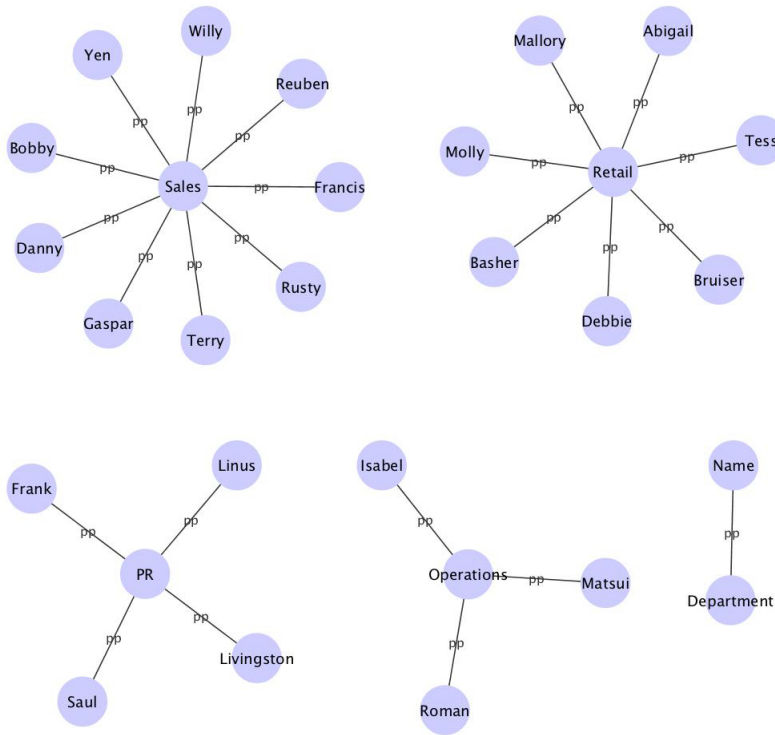 Willy
Yen
pp
Reuben
pp
pp
Bobby
pp
Sales
pp
Francis
Danny
pp
pp
pp
pp
Rusty
Gaspar
Terry
Mallory
Abigail
pp
pp
Tess
Molly
pp
pp
Retail
pp
pp
Basher
pp
Bruiser
Debbie
Linus
Frank
pp
pp
PR
pp
pp
Livingston
Saul
Isabel
pp
Operations
pp
Matsui
pp
Roman
Name
pp
Department